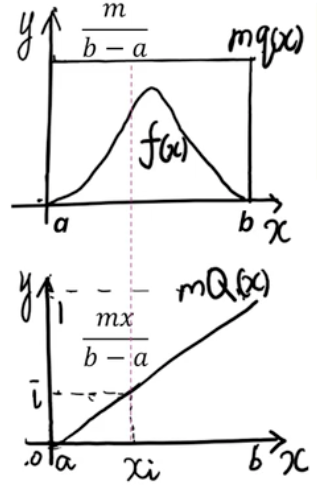 y
m/(b − a)
mq(x)
f(x)
a
b
x
y
1
mQ(x)
mx/(b − a)
i
0
a
xi
b
x